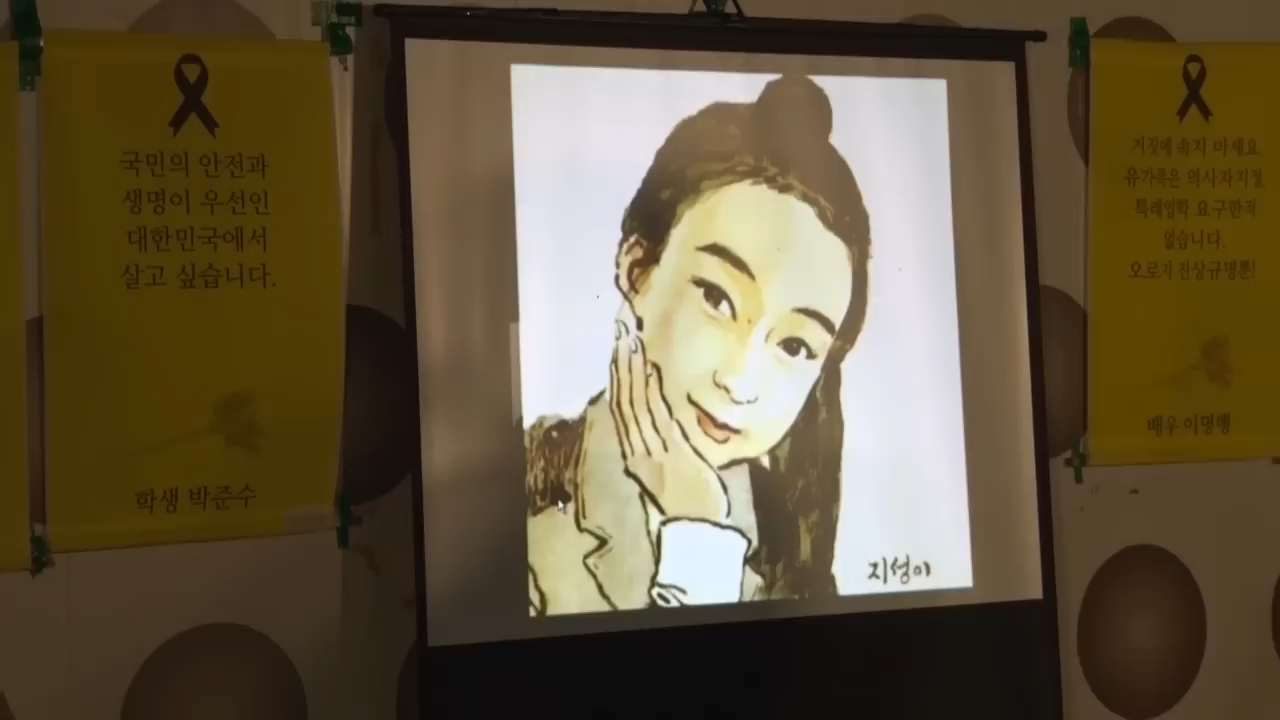 국민의 안전과
생명이 우선인
대한민국에서
살고 싶습니다.
학생 박준수
지성이
거짓에 속지 마세요
유가족은 의사자지정,
특례입학 요구한적
없습니다.
오로지 진상규명뿐!
배우 이명행